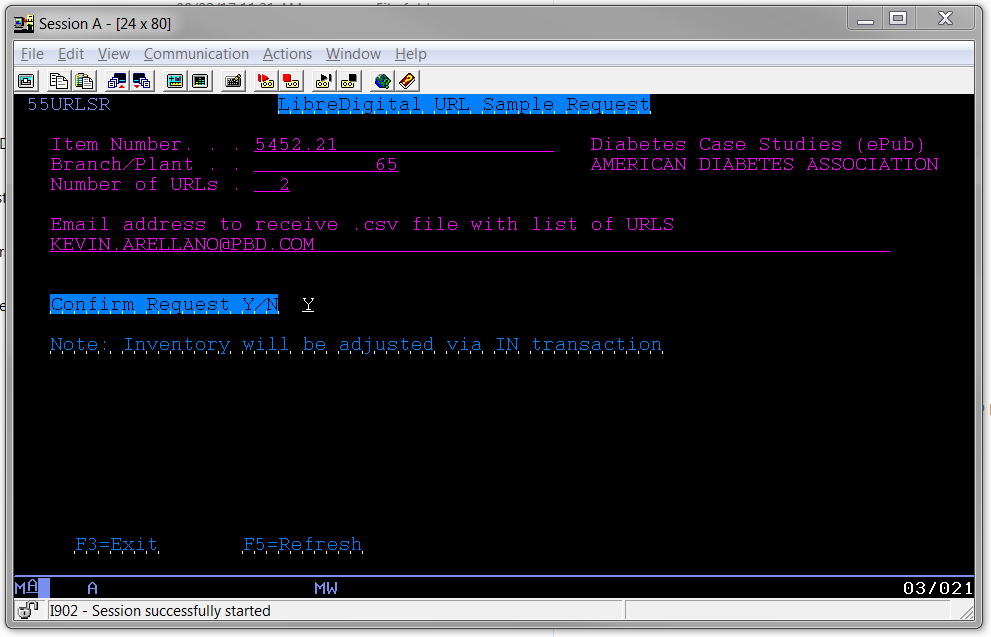 Session A - [24 x 80]
File Edit View Communication Actions Window Help
55URLSR LibreDigital URL Sample Request
Item Number. . . 5452.21 Diabetes Case Studies (ePub)
Branch/Plant . . 65 AMERICAN DIABETES ASSOCIATION
Number of URLs . 2
Email address to receive .csv file with list of URLS
KEVIN.ARELLANO@PBD.COM
Confirm Request Y/N Y
Note: Inventory will be adjusted via IN transaction
F3=Exit F5=Refresh
MA A MW 03/021
I902 - Session successfully started